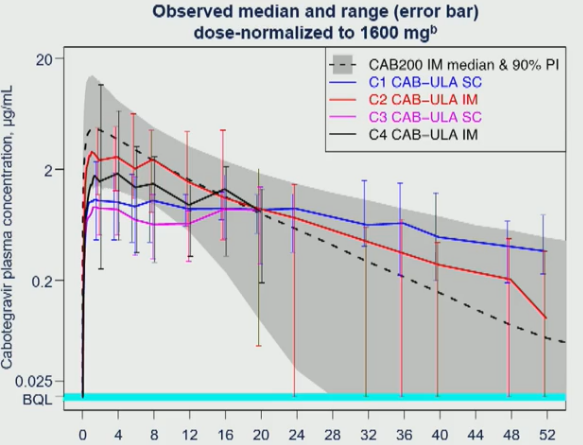 Observed median and range (error bar)
dose-normalized to 1600 mgᵇ
CAB200 IM median & 90% PI
C1 CAB−ULA SC
C2 CAB−ULA IM
C3 CAB−ULA SC
C4 CAB−ULA IM
Cabotegravir plasma concentration, µg/mL
20
2
0.2
0.025
BQL
0 4 8 12 16 20 24 28 32 36 40 44 48 52